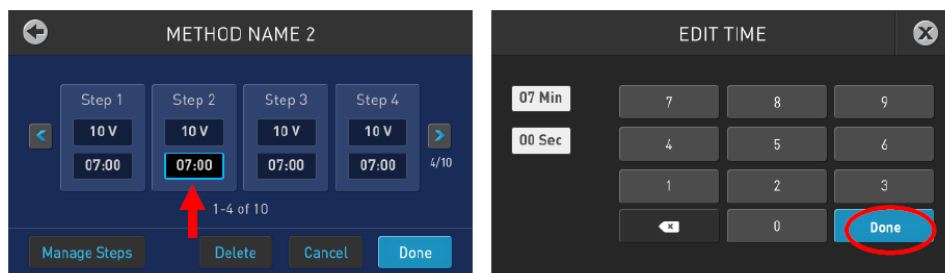 METHOD NAME 2
Step 1 Step 2 Step 3 Step 4
10 V 10 V 10 V 10 V
07:00 07:00 07:00 07:00 4/10
1-4 of 10
Manage Steps Delete Cancel Done
EDIT TIME
07 Min 7 8 9
00 Sec 4 5 6
1 2 3
0 Done